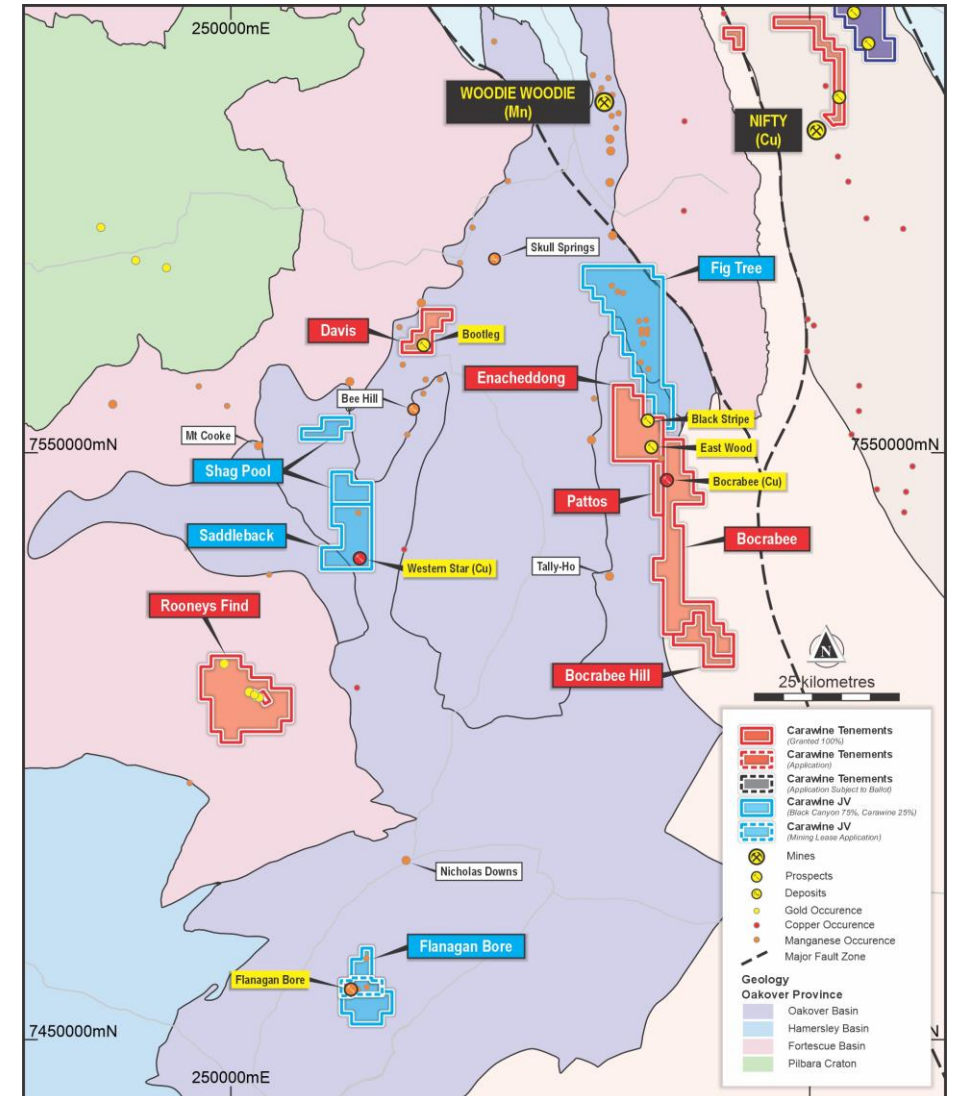 250000mE
WOODIE WOODIE
(Mn)
NIFTY
(Cu)
Skull Springs
Fig Tree
Davis
Bootleg
Enacheddong
Bee Hill
Black Stripe
Mt Cooke
7550000mN
East Wood
7550000mN
Shag Pool
Bocrabee (Cu)
Pattos
Saddleback
Bocrabee
Western Star (Cu)
Tally-Ho
Rooneys Find
N
Bocrabee Hill
25 kilometres
Carawine Tenements
(Granted 100%)
Carawine Tenements
(Application)
Carawine Tenements
(Application Subject to Ballot)
Carawine JV
(Black Canyon 75%, Carawine 25%)
Carawine JV
(Mining Lease Application)
Mines
Prospects
Deposits
Gold Occurence
Copper Occurence
Manganese Occurence
Major Fault Zone
Geology
Oakover Province
Oakover Basin
Hamersley Basin
Fortescue Basin
Pilbara Craton
Nicholas Downs
Flanagan Bore
Flanagan Bore
7450000mN
N
250000mE